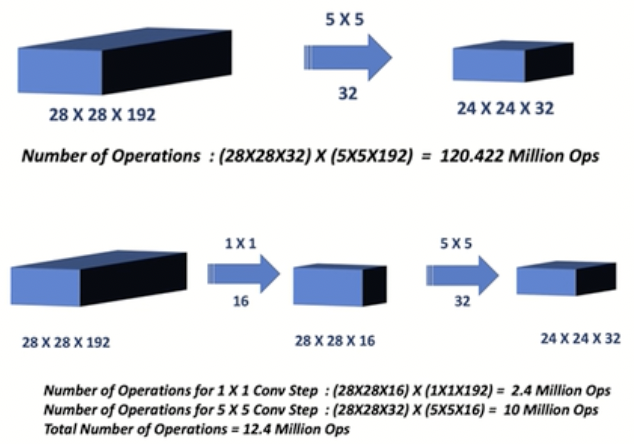 5 X 5
32
28 X 28 X 192
24 X 24 X 32
Number of Operations : (28X28X32) X (5X5X192) = 120.422 Million Ops
1 X 1
5 X 5
16
32
28 X 28 X 192
28 X 28 X 16
24 X 24 X 32
Number of Operations for 1 X 1 Conv Step : (28X28X16) X (1X1X192) = 2.4 Million Ops
Number of Operations for 5 X 5 Conv Step : (28X28X32) X (5X5X16) = 10 Million Ops
Total Number of Operations = 12.4 Million Ops